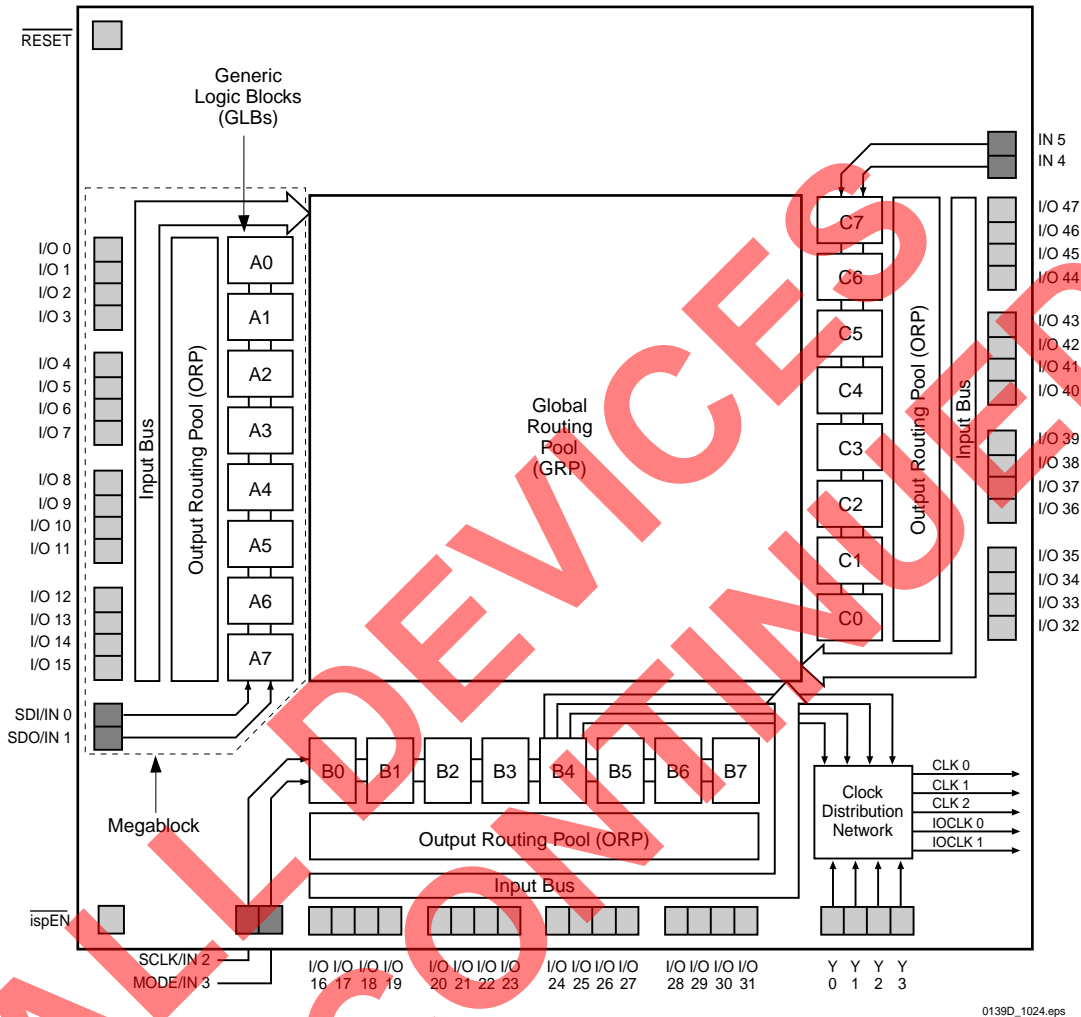 RESET
Generic
Logic Blocks
(GLBs)
IN 5
IN 4
I/O 0
I/O 1
I/O 2
I/O 3
I/O 4
I/O 5
I/O 6
I/O 7
I/O 8
I/O 9
I/O 10
I/O 11
I/O 12
I/O 13
I/O 14
I/O 15
SDI/IN 0
SDO/IN 1
Input Bus
Output Routing Pool (ORP)
A0
A1
A2
A3
A4
A5
A6
A7
Megablock
Global
Routing
Pool
(GRP)
C7
C6
C5
C4
C3
C2
C1
C0
Output Routing Pool (ORP)
Input Bus
I/O 47
I/O 46
I/O 45
I/O 44
I/O 43
I/O 42
I/O 41
I/O 40
I/O 39
I/O 38
I/O 37
I/O 36
I/O 35
I/O 34
I/O 33
I/O 32
B0 B1 B2 B3 B4 B5 B6 B7
Output Routing Pool (ORP)
Input Bus
Clock
Distribution
Network
CLK 0
CLK 1
CLK 2
IOCLK 0
IOCLK 1
ispEN
SCLK/IN 2
MODE/IN 3
I/O I/O I/O I/O I/O I/O I/O I/O I/O I/O I/O I/O I/O I/O I/O I/O Y Y Y Y
16 17 18 19 20 21 22 23 24 25 26 27 28 29 30 31 0 1 2 3
0139D_1024.eps
ALL DEVICES
CONTINUED